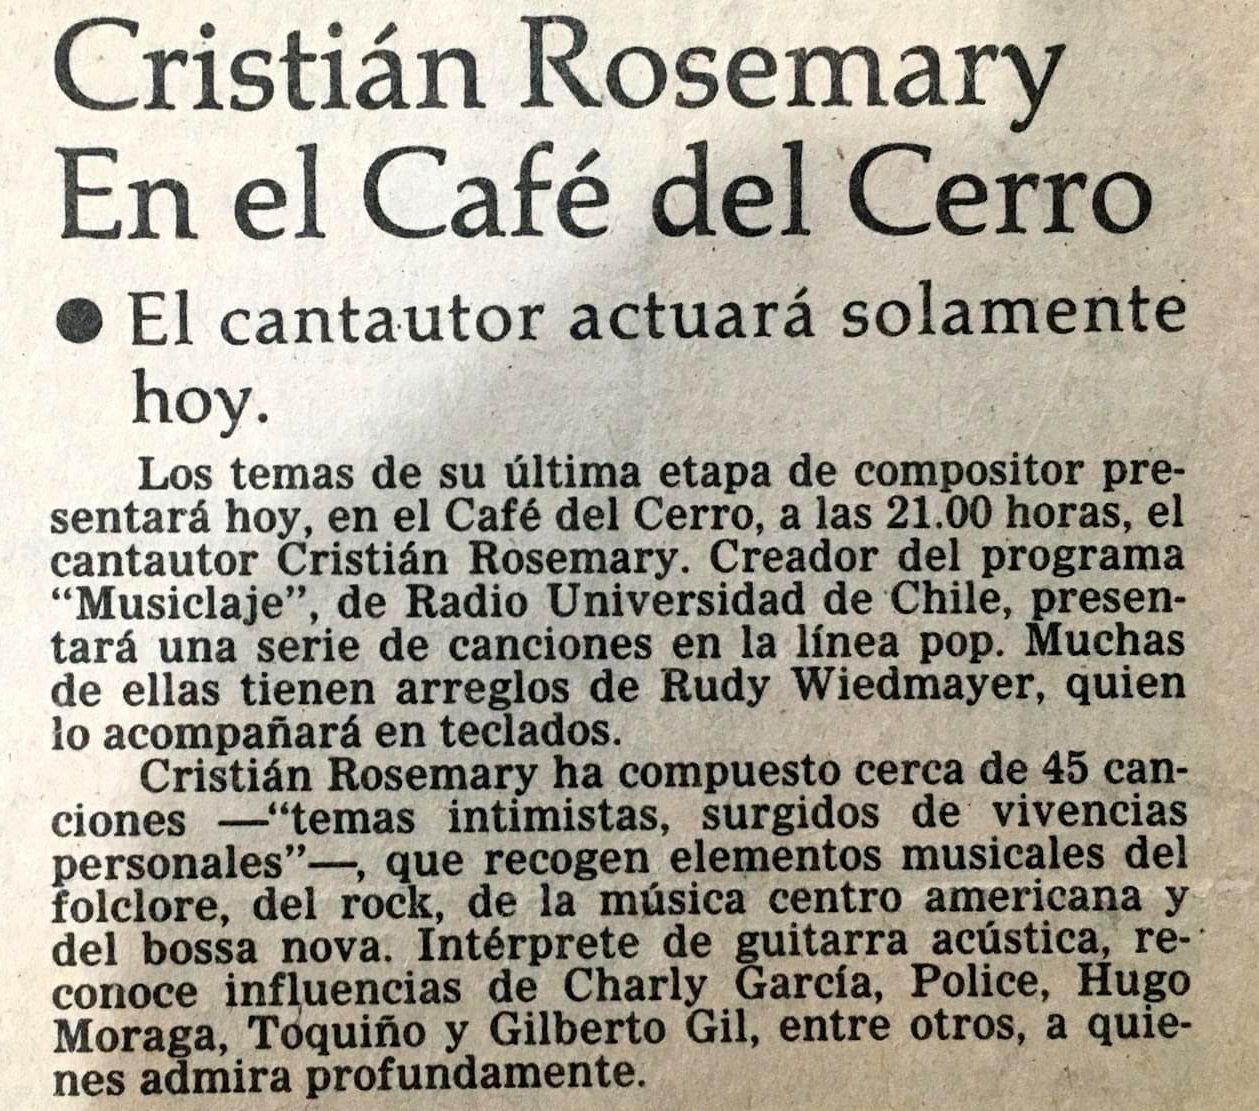 Cristián Rosemary
En el Café del Cerro
● El cantautor actuará solamente
hoy.
Los temas de su última etapa de compositor pre-
sentará hoy, en el Café del Cerro, a las 21.00 horas, el
cantautor Cristián Rosemary. Creador del programa
“Musiclaje”, de Radio Universidad de Chile, presen-
tará una serie de canciones en la línea pop. Muchas
de ellas tienen arreglos de Rudy Wiedmayer, quien
lo acompañará en teclados.
Cristián Rosemary ha compuesto cerca de 45 can-
ciones —“temas intimistas, surgidos de vivencias
personales”—, que recogen elementos musicales del
folclore, del rock, de la música centro americana y
del bossa nova. Intérprete de guitarra acústica, re-
conoce influencias de Charly García, Police, Hugo
Moraga, Toquiño y Gilberto Gil, entre otros, a quie-
nes admira profundamente.